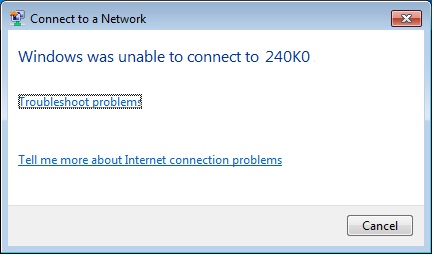 Connect to a Network
Windows was unable to connect to 240K0
Troubleshoot problems
Tell me more about Internet connection problems
Cancel